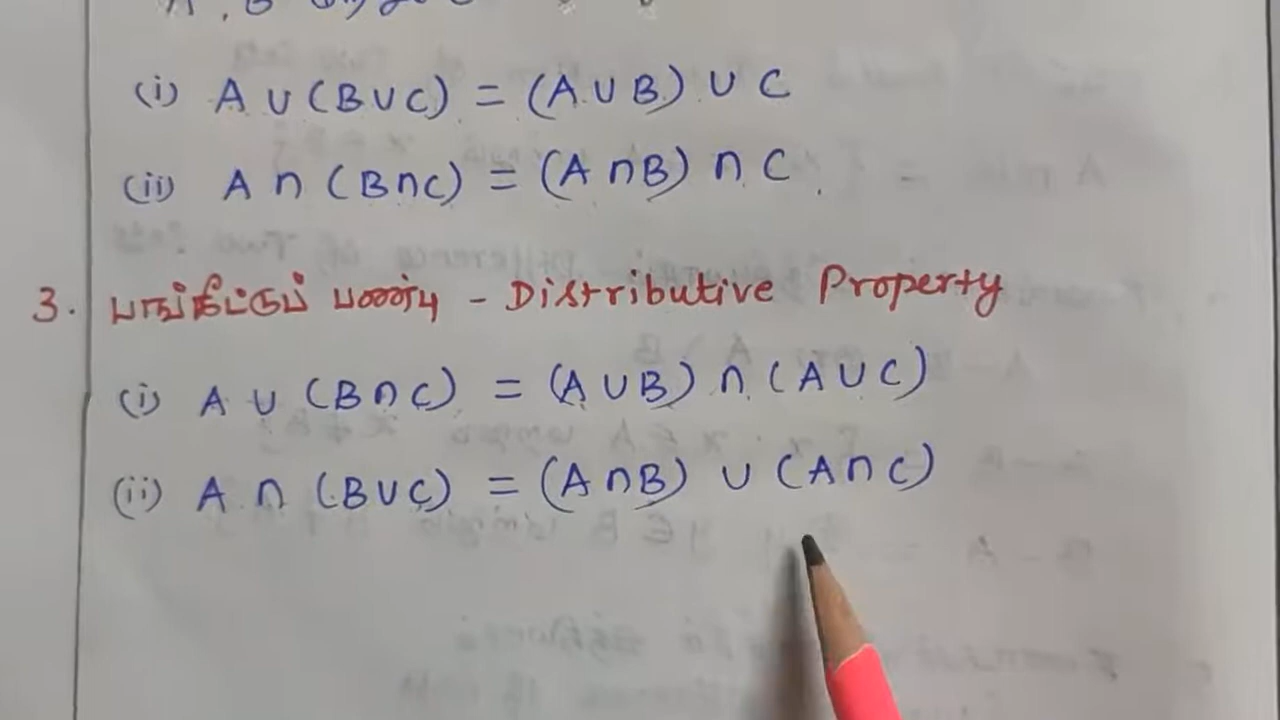 (i) A ∪ (B ∪ C) = (A ∪ B) ∪ C
(ii) A ∩ (B ∩ C) = (A ∩ B) ∩ C.
3. பங்கீட்டுப் பண்பு - Distributive Property
(i) A ∪ (B ∩ C) = (A ∪ B) ∩ (A ∪ C)
(ii) A ∩ (B ∪ C) = (A ∩ B) ∪ (A ∩ C)